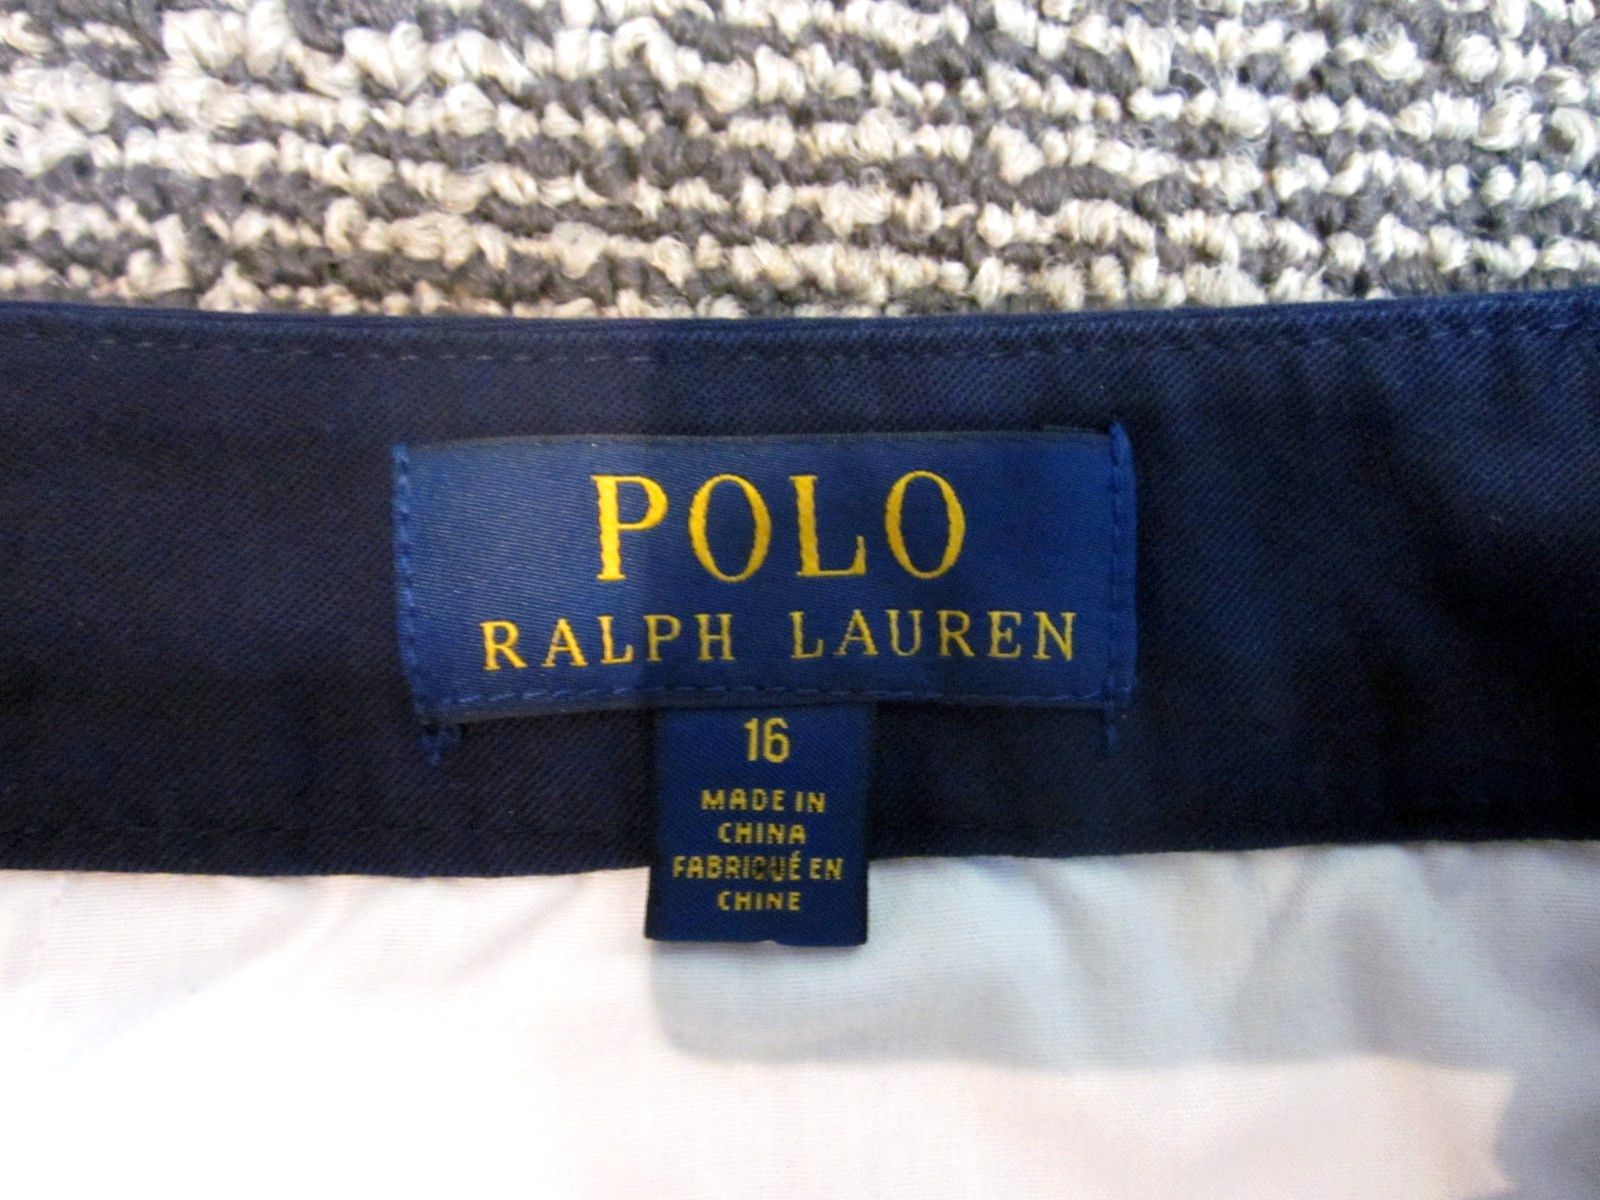 POLO
RALPH LAUREN
16
MADE IN
CHINA
FABRIQUÉ EN
CHINE